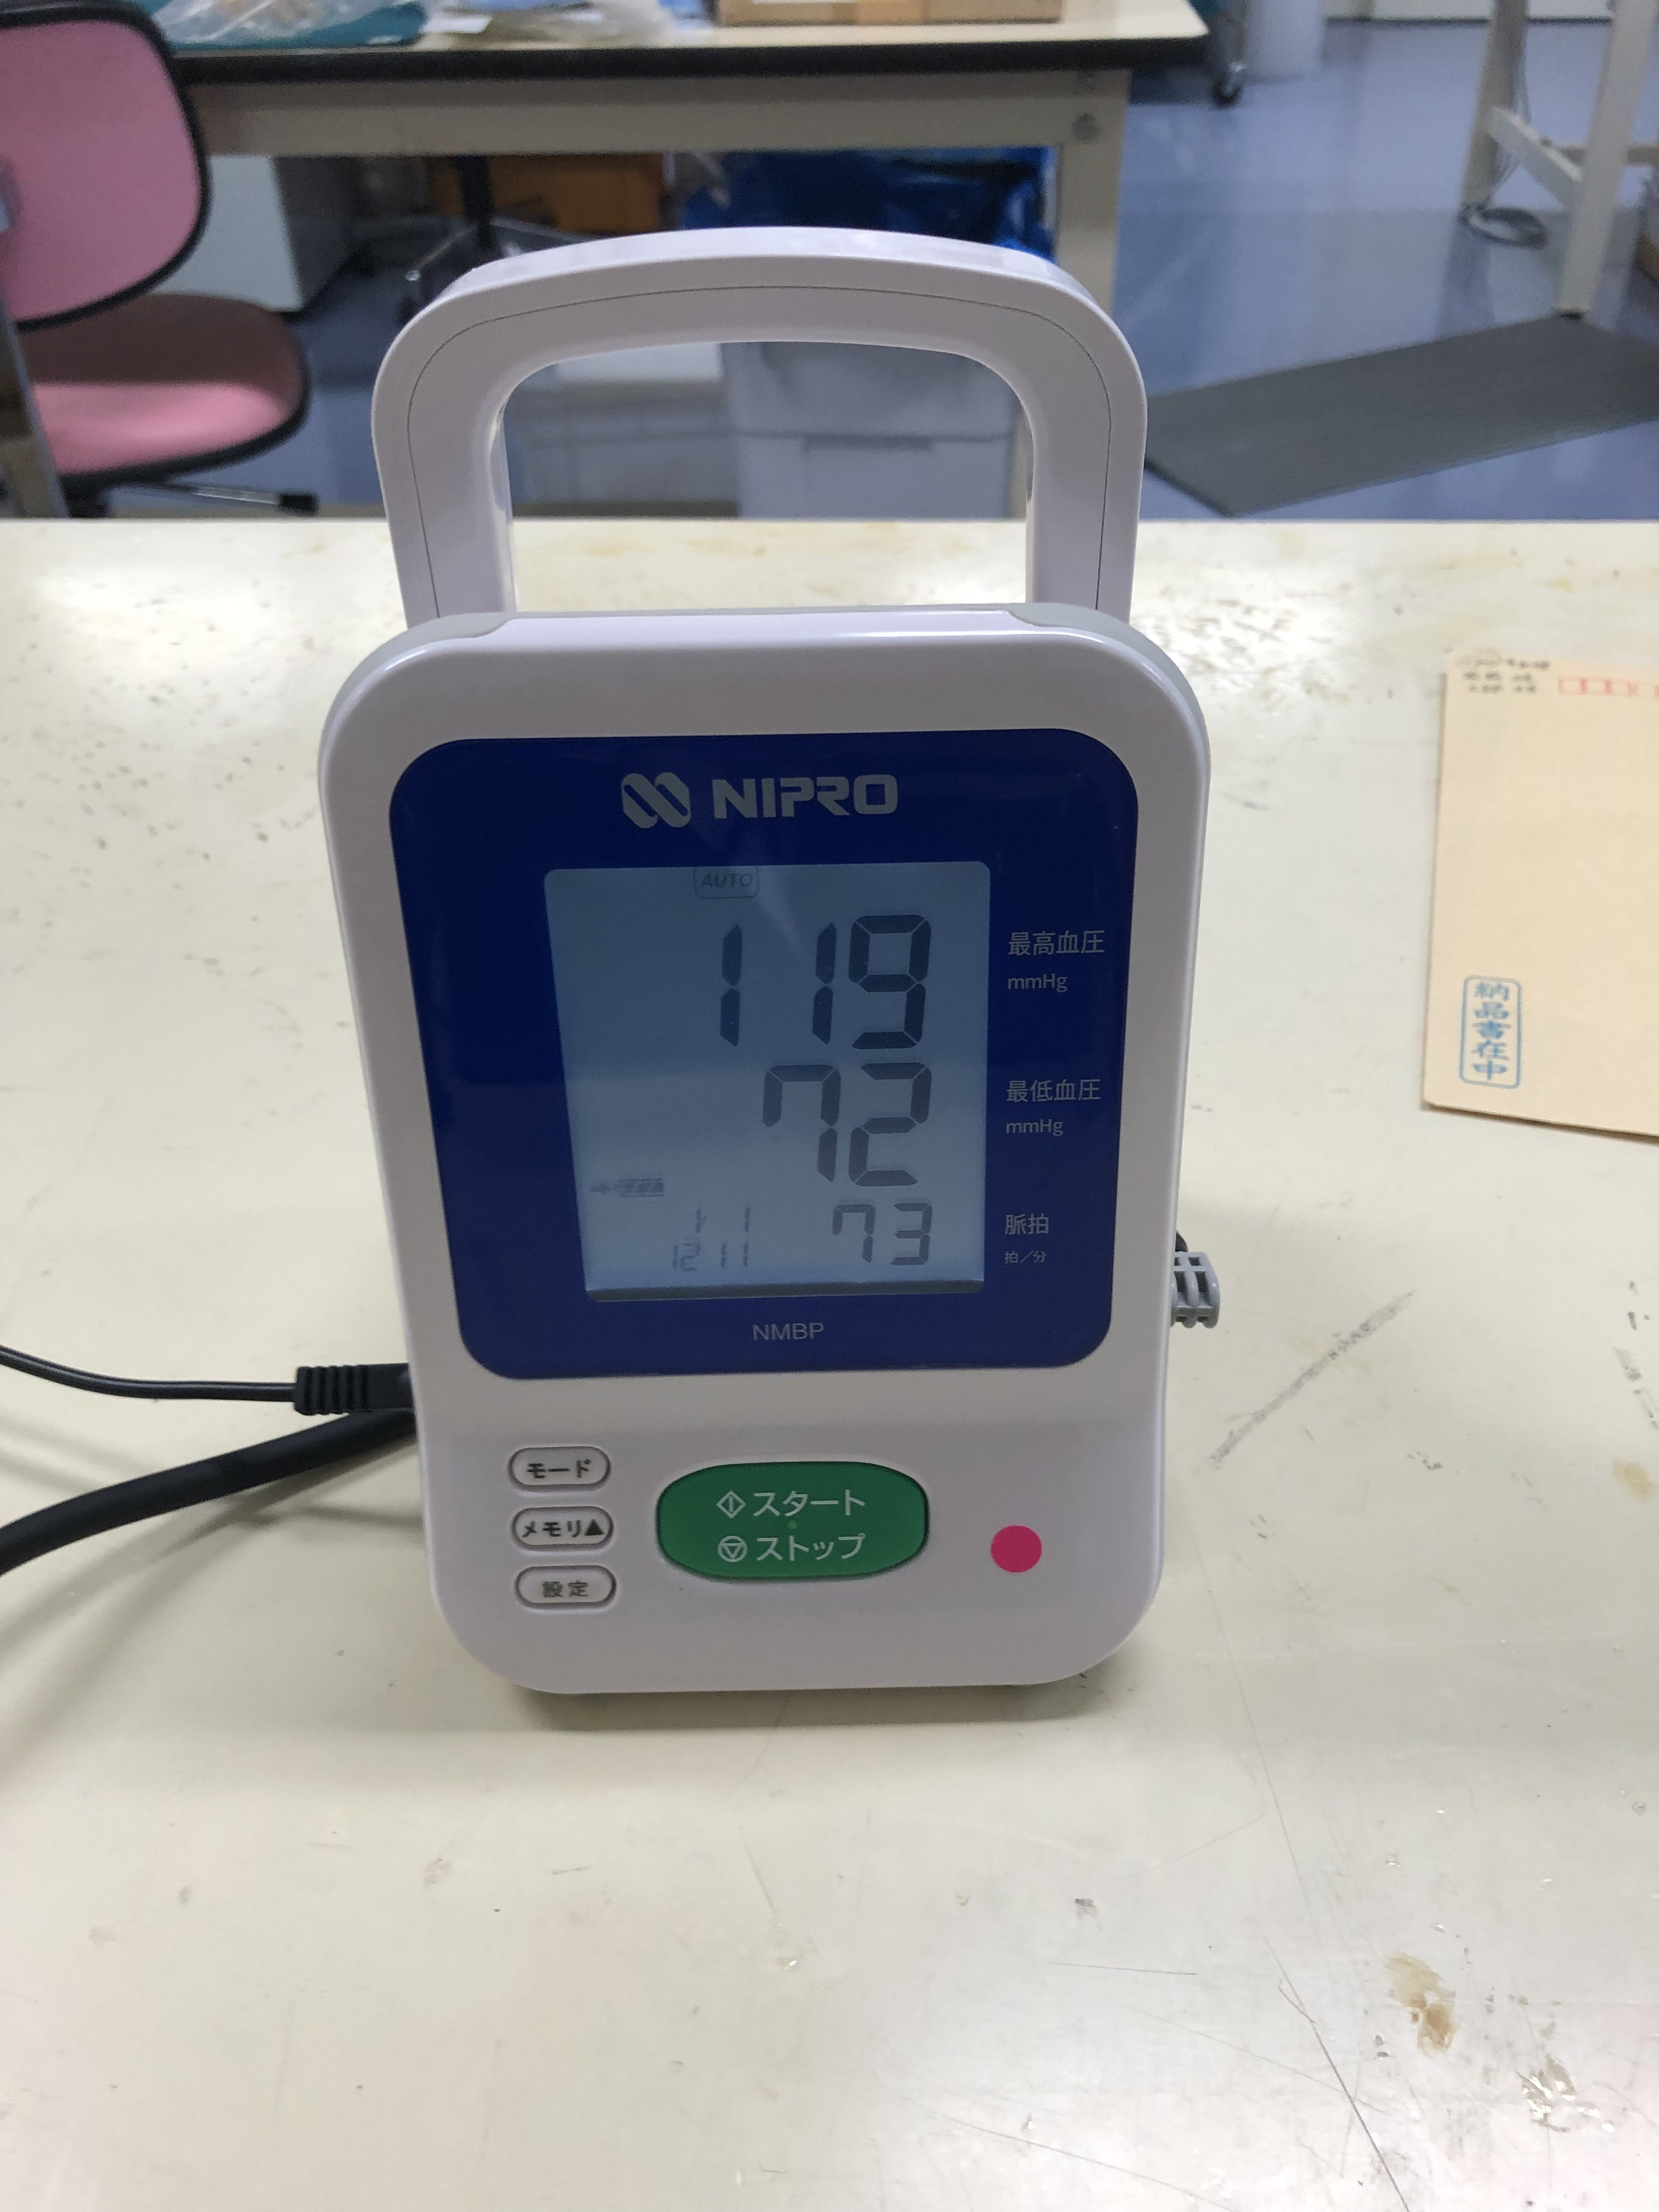 NIPRO
AUTO
119
最高血圧
mmHg
72
最低血圧
mmHg
1 1
12 11
73
脈拍
拍/分
NMBP
モード
メモリ▲
設定
スタート
ストップ
納品書在中